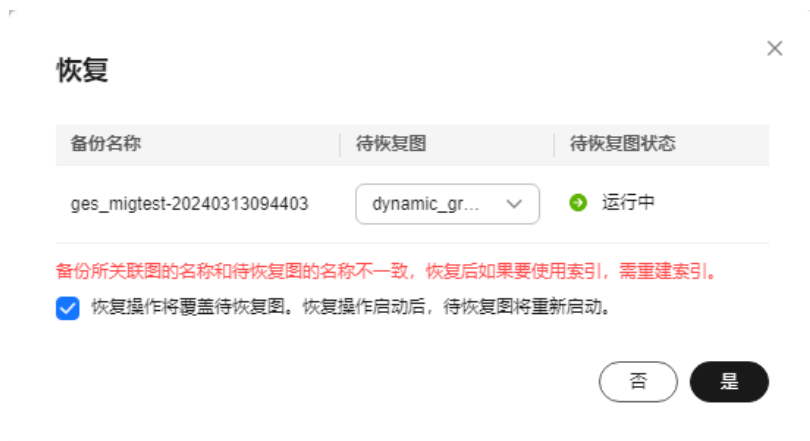 恢复
备份名称 待恢复图 待恢复图状态
ges_migtest-20240313094403 dynamic_gr... 运行中
备份所关联图的名称和待恢复图的名称不一致，恢复后如果要使用索引，需重建索引。
恢复操作将覆盖待恢复图。恢复操作启动后，待恢复图将重新启动。
否 是